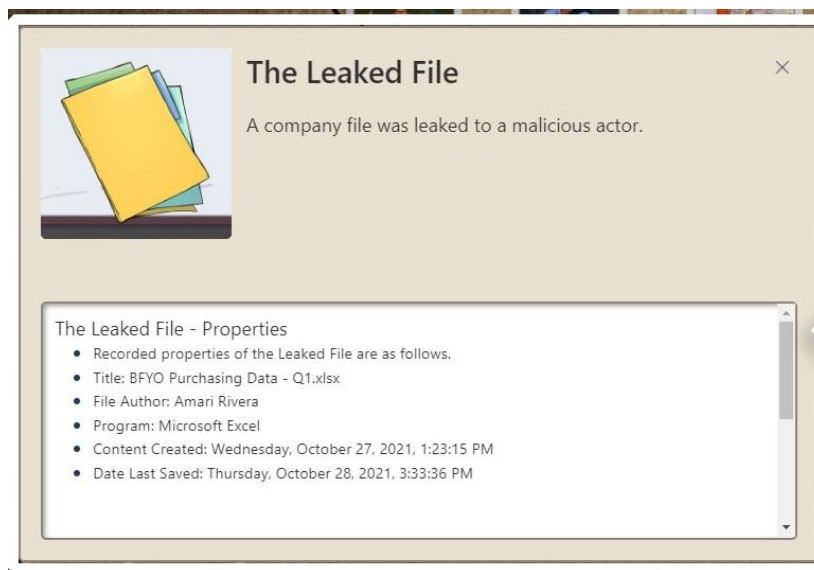 The Leaked File
A company file was leaked to a malicious actor.
The Leaked File - Properties
Recorded properties of the Leaked File are as follows.
Title: BFYO Purchasing Data - Q1.xlsx
File Author: Amari Rivera
Program: Microsoft Excel
Content Created: Wednesday, October 27, 2021, 1:23:15 PM
Date Last Saved: Thursday, October 28, 2021, 3:33:36 PM